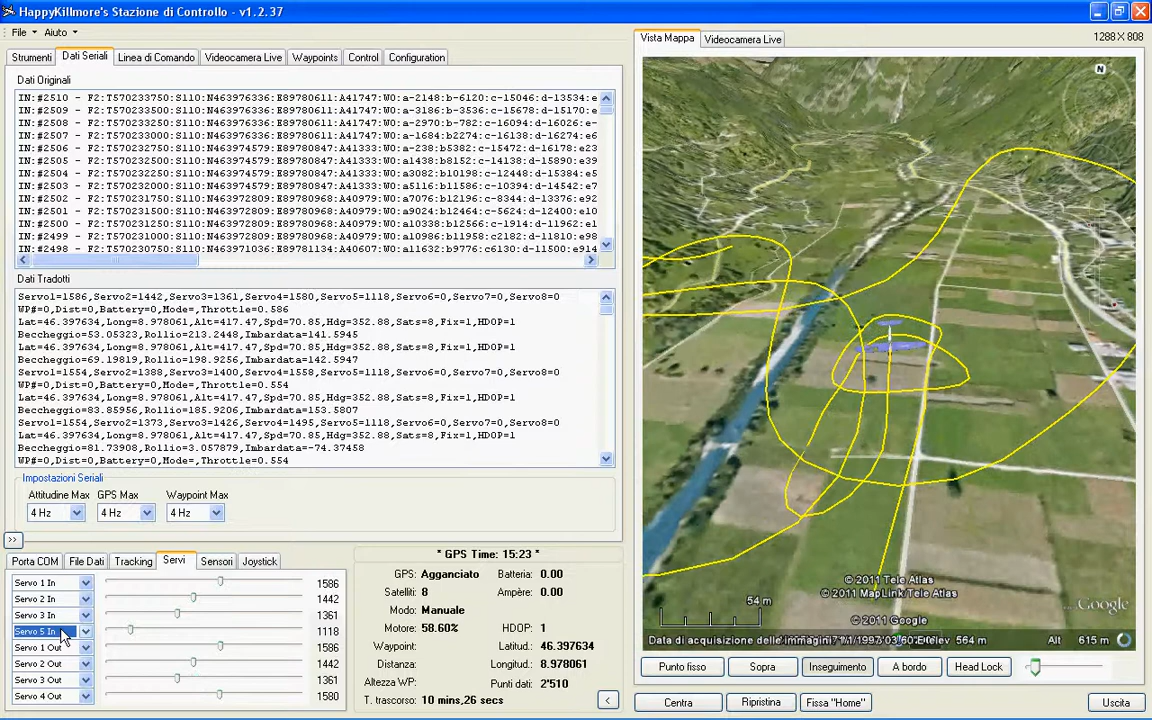 HappyKillmore's Stazione di Controllo - v1.2.37
File Aiuto
Strumenti Dati Seriali Linea di Comando Videocamera Live Waypoints Control Configuration
Dati Originali
IN:#2510 - F2:T570233750:S110:N463976336:E89780611:A41747:W0:a-2148:b-6120:c-15046:d-13534:e
IN:#2509 - F2:T570233500:S110:N463976336:E89780611:A41747:W0:a-3186:b-3536:c-15678:d-15170:e
IN:#2508 - F2:T570233250:S110:N463976336:E89780611:A41747:W0:a-2970:b-782:c-16094:d-16026:e-
IN:#2507 - F2:T570233000:S110:N463976336:E89780611:A41747:W0:a-1684:b2274:c-16138:d-16274:e6
IN:#2506 - F2:T570232750:S110:N463974579:E89780847:A41333:W0:a-238:b5382:c-15472:d-16178:e23
IN:#2505 - F2:T570232500:S110:N463974579:E89780847:A41333:W0:a1438:b8152:c-14138:d-15890:e39
IN:#2504 - F2:T570232250:S110:N463974579:E89780847:A41333:W0:a3082:b10198:c-12448:d-15384:e5
IN:#2503 - F2:T570232000:S110:N463974579:E89780847:A41333:W0:a5116:b11586:c-10394:d-14542:e7
IN:#2502 - F2:T570231750:S110:N463972809:E89780968:A40979:W0:a7076:b12196:c-8344:d-13376:e92
IN:#2501 - F2:T570231500:S110:N463972809:E89780968:A40979:W0:a9024:b12464:c-5624:d-12400:e10
IN:#2500 - F2:T570231250:S110:N463972809:E89780968:A40979:W0:a10338:b12566:c-1914:d-11962:e1
IN:#2499 - F2:T570231000:S110:N463972809:E89780968:A40979:W0:a10986:b11958:c2182:d-11810:e98
IN:#2498 - F2:T570230750:S110:N463971036:E89781134:A40607:W0:a11632:b9776:c5130:d-11500:e914
Dati Tradotti
Servo1=1586,Servo2=1442,Servo3=1361,Servo4=1580,Servo5=1118,Servo6=0,Servo7=0,Servo8=0
WP#=0,Dist=0,Battery=0,Mode=,Throttle=0.586
Lat=46.397634,Long=8.978061,Alt=417.47,Spd=70.85,Hdg=352.88,Sats=8,Fix=1,HDOP=1
Beccheggio=53.05323,Rollio=213.2448,Imbardata=141.5945
Lat=46.397634,Long=8.978061,Alt=417.47,Spd=70.85,Hdg=352.88,Sats=8,Fix=1,HDOP=1
Beccheggio=69.19819,Rollio=198.9256,Imbardata=142.5947
Servo1=1554,Servo2=1388,Servo3=1400,Servo4=1558,Servo5=1118,Servo6=0,Servo7=0,Servo8=0
WP#=0,Dist=0,Battery=0,Mode=,Throttle=0.554
Lat=46.397634,Long=8.978061,Alt=417.47,Spd=70.85,Hdg=352.88,Sats=8,Fix=1,HDOP=1
Beccheggio=83.85956,Rollio=185.9206,Imbardata=153.5807
Servo1=1554,Servo2=1373,Servo3=1426,Servo4=1495,Servo5=1118,Servo6=0,Servo7=0,Servo8=0
Lat=46.397634,Long=8.978061,Alt=417.47,Spd=70.85,Hdg=352.88,Sats=8,Fix=1,HDOP=1
Beccheggio=81.73908,Rollio=3.057879,Imbardata=-74.37458
WP#=0,Dist=0,Battery=0,Mode=,Throttle=0.554
Impostazioni Seriali
Attitudine Max GPS Max Waypoint Max
4 Hz 4 Hz 4 Hz
>>
Porta COM File Dati Tracking Servi Sensori Joystick
Servo 1 In 1586
Servo 2 In 1442
Servo 3 In 1361
Servo 5 In 1118
Servo 1 Out 1586
Servo 2 Out 1442
Servo 3 Out 1361
Servo 4 Out 1580
* GPS Time: 15:23 *
GPS: Agganciato Batteria: 0.00
Satelliti: 8 Ampère: 0.00
Modo: Manuale
Motore: 58.60% HDOP: 1
Waypoint: Latitud.: 46.397634
Distanza: Longitud.: 8.978061
Altezza WP: Punti dati: 2'510
T. trascorso: 10 mins,26 secs <
Vista Mappa Videocamera Live 1288 X 808
N
© 2011 Tele Atlas
© 2011 MapLink/Tele Atlas
54 m
©2011 Google
Google
Data di acquisizione delle immagini Elev 564 m Alt 615 m
Punto fisso Sopra Inseguimento A bordo Head Lock
Centra Ripristina Fissa "Home" Uscita